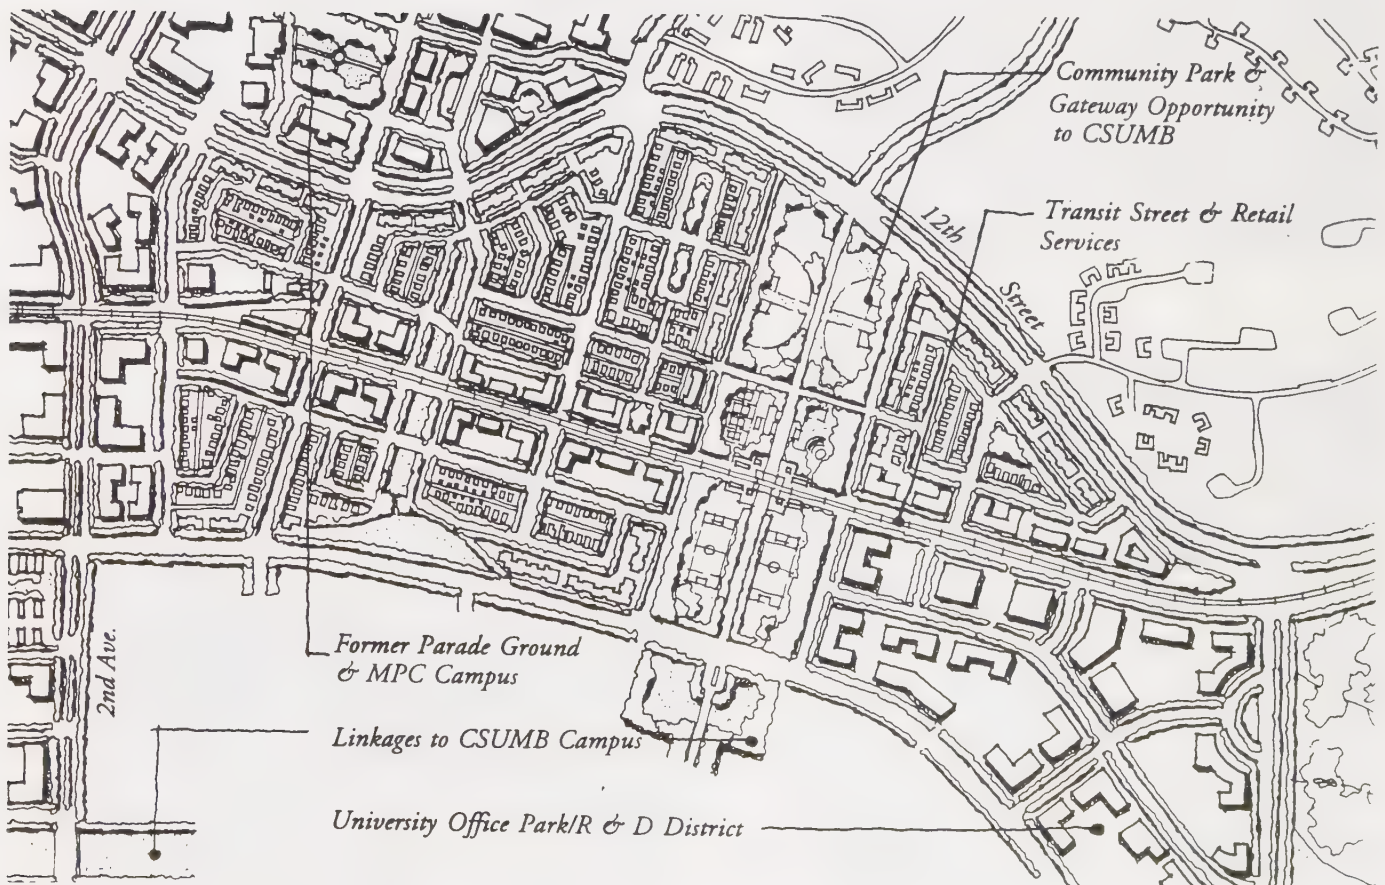 Community Park &
Gateway Opportunity
to CSUMB
Transit Street & Retail
Services
12th
Street
Former Parade Ground
& MPC Campus
2nd Ave.
Linkages to CSUMB Campus
University Office Park/R & D District